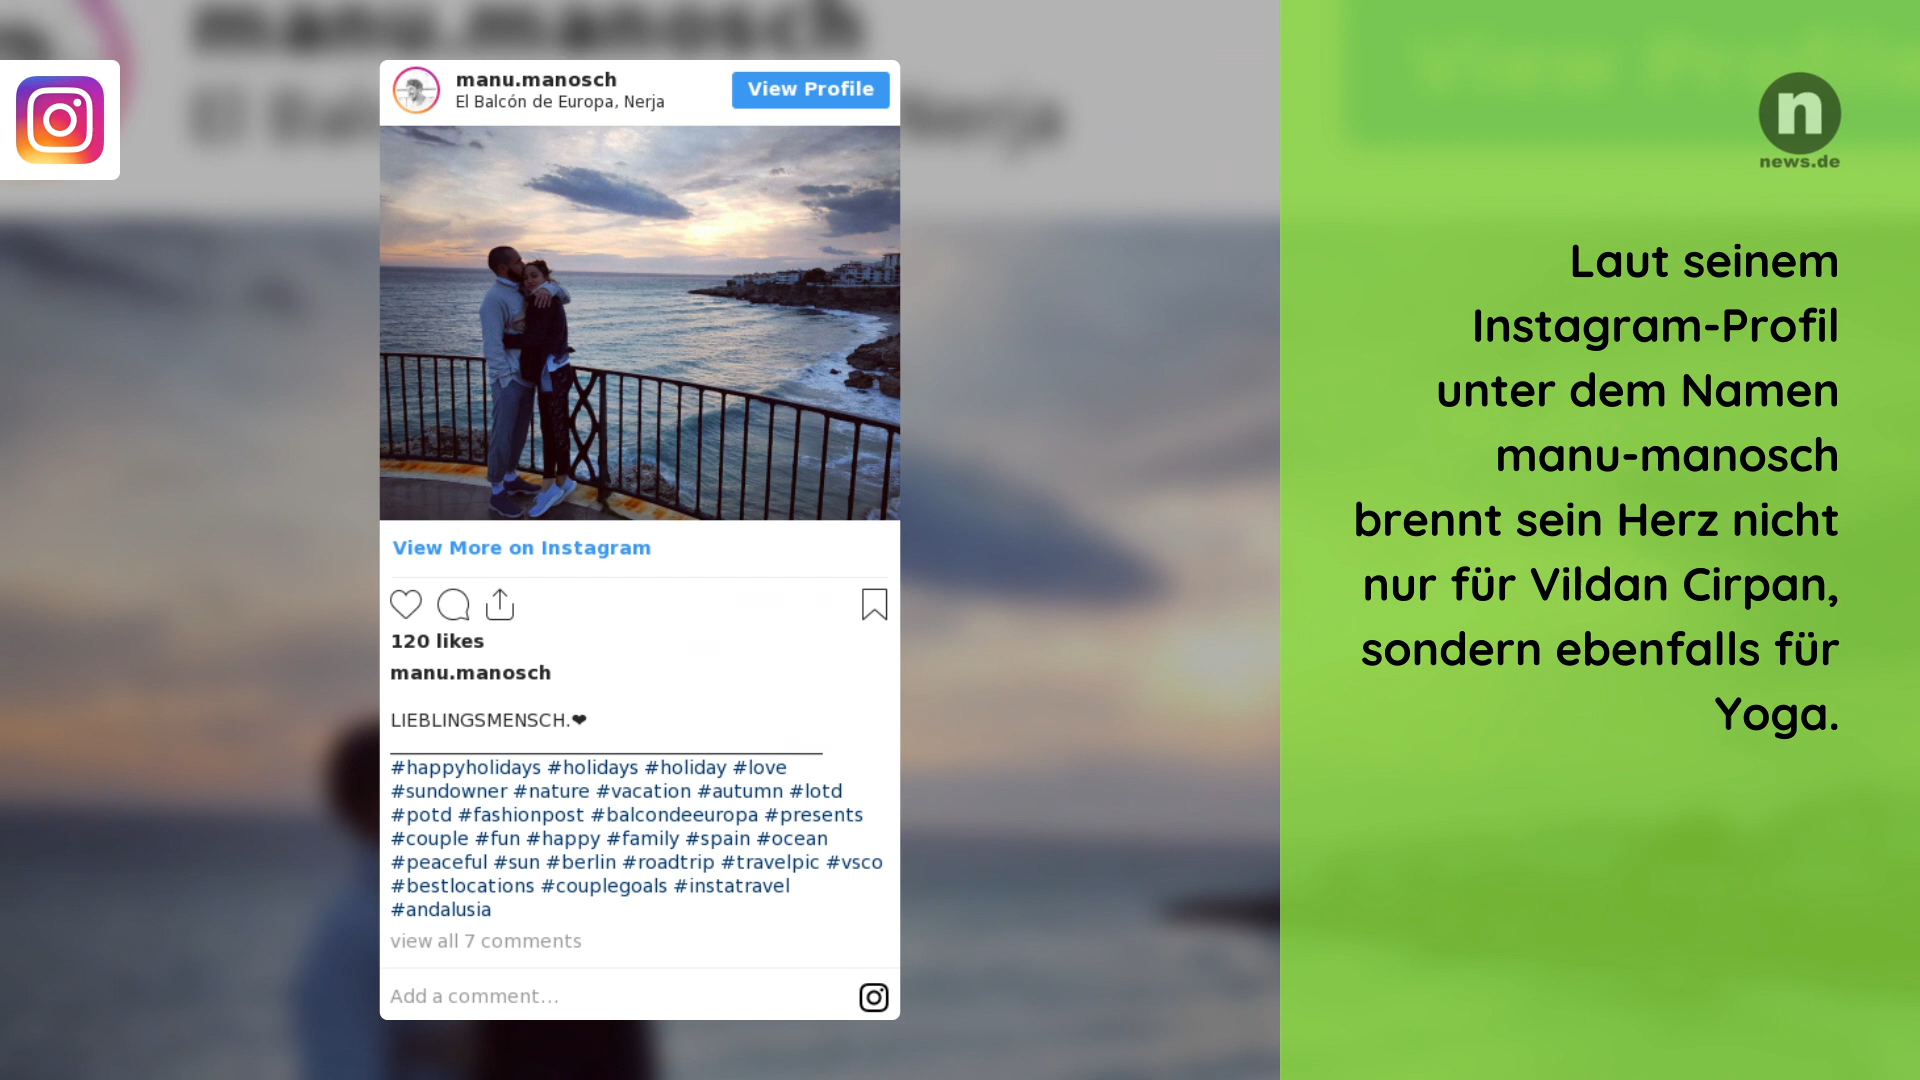 manu.manosch
El Balcón de Europa, Nerja
View Profile
View More on Instagram
120 likes
manu.manosch
LIEBLINGSMENSCH.❤
#happyholidays #holidays #holiday #love
#sundowner #nature #vacation #autumn #lotd
#potd #fashionpost #balcondeeuropa #presents
#couple #fun #happy #family #spain #ocean
#peaceful #sun #berlin #roadtrip #travelpic #vsco
#bestlocations #couplegoals #instatravel
#andalusia
view all 7 comments
Add a comment...
n
news.de
Laut seinem
Instagram-Profil
unter dem Namen
manu-manosch
brennt sein Herz nicht
nur für Vildan Cirpan,
sondern ebenfalls für
Yoga.